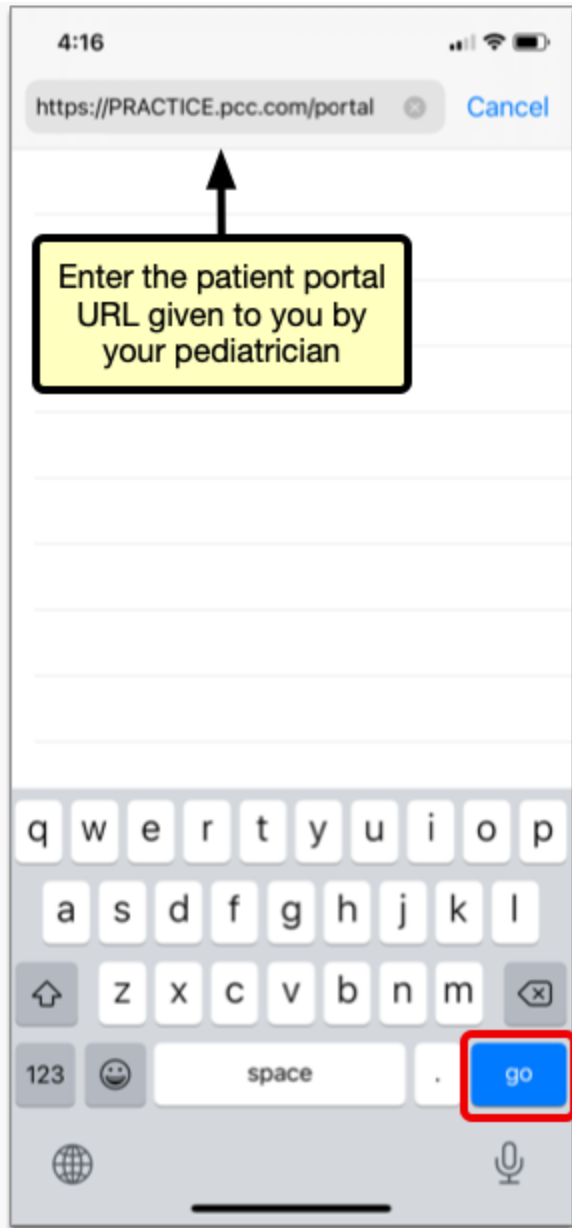 4:16
https://PRACTICE.pcc.com/portal Cancel
Enter the patient portal
URL given to you by
your pediatrician
q w e r t y u i o p
a s d f g h j k l
z x c v b n m
123 space . go